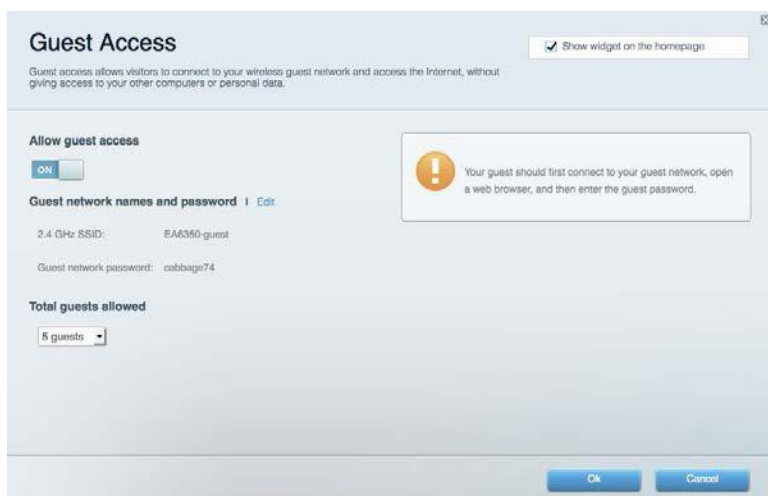 Guest Access
Show widget on the homepage
Guest access allows visitors to connect to your wireless guest network and access the Internet, without
giving access to your other computers or personal data.
Allow guest access
ON
Your guest should first connect to your guest network, open
a web browser, and then enter the guest password.
Guest network names and password | Edit
2.4 GHz SSID: EA6350-guest
Guest network password: cabbage74
Total guests allowed
5 guests
Ok Cancel